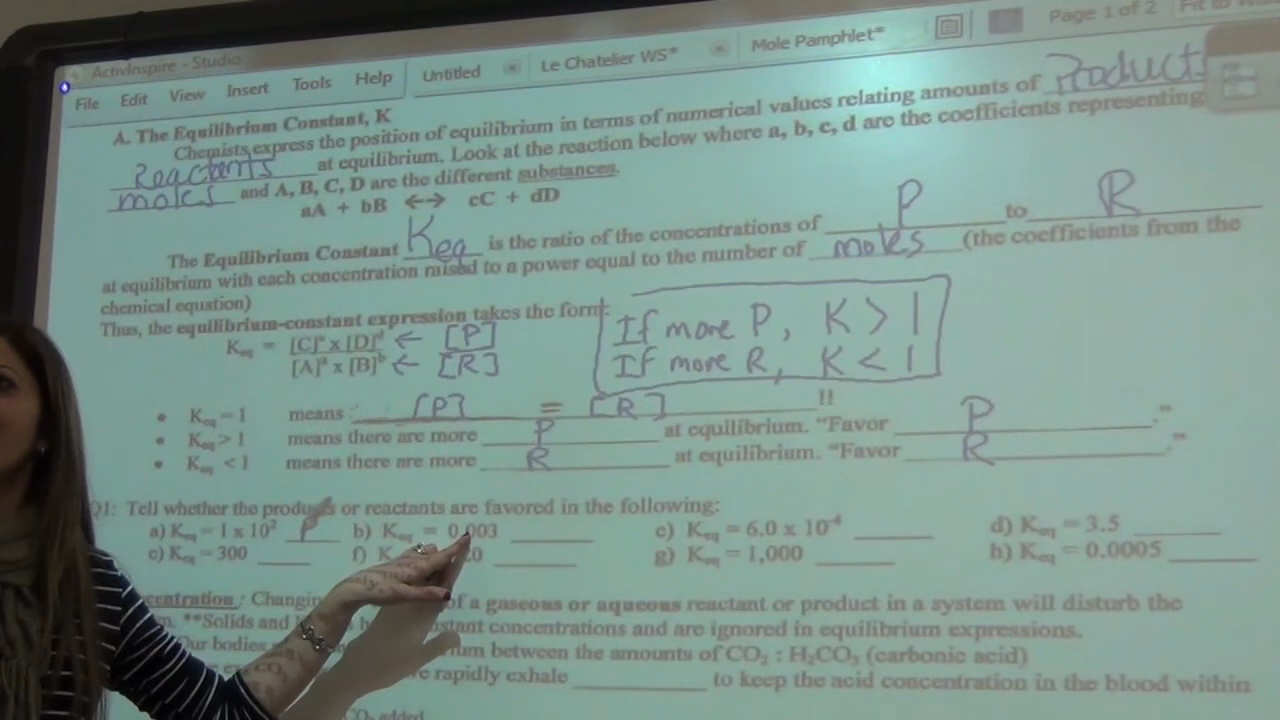 ActivInspire - Studio
Page 1 of 2 Fit to
File Edit View Insert Tools Help Untitled Le Chatelier WS* Mole Pamphlet*
A. The Equilibrium Constant, K
Chemists express the position of equilibrium in terms of numerical values relating amounts of Products
Reactants at equilibrium. Look at the reaction below where a, b, c, d are the coefficients representing
moles and A, B, C, D are the different substances.
aA + bB ↔ cC + dD
The Equilibrium Constant Keq is the ratio of the concentrations of P to R
at equilibrium with each concentration raised to a power equal to the number of moles (the coefficients from the
chemical equation)
Thus, the equilibrium-constant expression takes the form:
Keq = [C]ᶜ x [D]ᵈ ← [P]
[A]ᵃ x [B]ᵇ ← [R]
If more P, K > 1
If more R, K < 1
• Keq = 1 means : [P] = [R] !!
• Keq > 1 means there are more P at equilibrium. "Favor P."
• Keq < 1 means there are more R at equilibrium. "Favor R."
Q1: Tell whether the products or reactants are favored in the following:
a) Keq = 1 x 10² P b) Keq = 0.003 c) Keq = 6.0 x 10⁻⁴ d) Keq = 3.5
e) Keq = 300 f) g) Keq = 1,000 h) Keq = 0.0005
Changing of a gaseous or aqueous reactant or product in a system will disturb the
**Solids and constant concentrations and are ignored in equilibrium expressions.
Our bodies between the amounts of CO₂ : H₂CO₃ (carbonic acid)
we rapidly exhale to keep the acid concentration in the blood within
CO₂ added